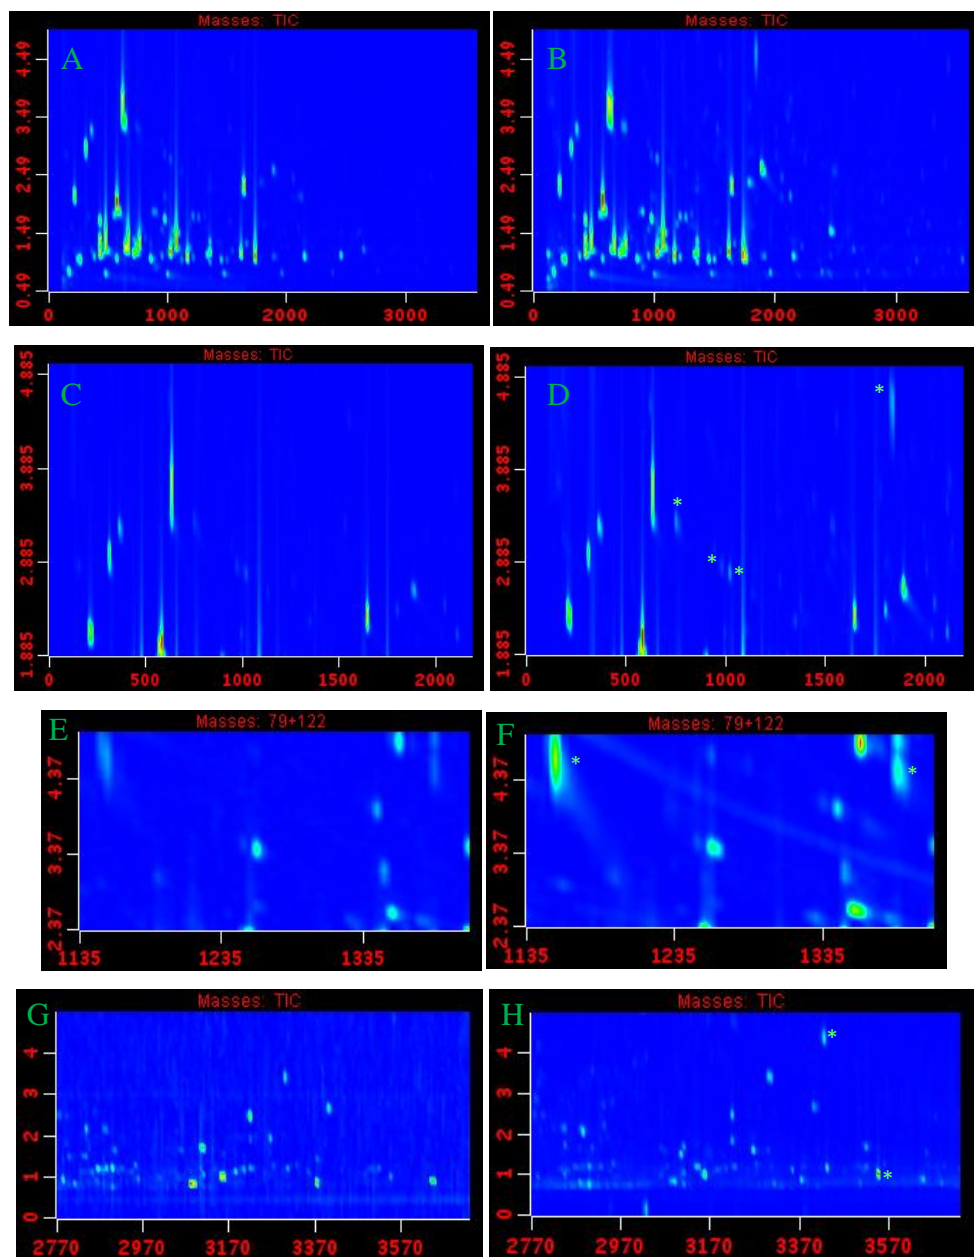 Masses: TIC
A
4.49
3.49
2.49
1.49
0.49
0 1000 2000 3000
Masses: TIC
B
4.49
3.49
2.49
1.49
0.49
0 1000 2000 3000
Masses: TIC
C
4.885
3.885
2.885
1.885
0 500 1000 1500 2000
Masses: TIC
D
*
*
*
*
4.885
3.885
2.885
1.885
0 500 1000 1500 2000
Masses: 79+122
E
4.37
3.37
2.37
1135 1235 1335
Masses: 79+122
F
*
*
4.37
3.37
2.37
1135 1235 1335
Masses: TIC
G
4
3
2
1
0
2770 2970 3170 3370 3570
Masses: TIC
H
*
*
4
3
2
1
0
2770 2970 3170 3370 3570